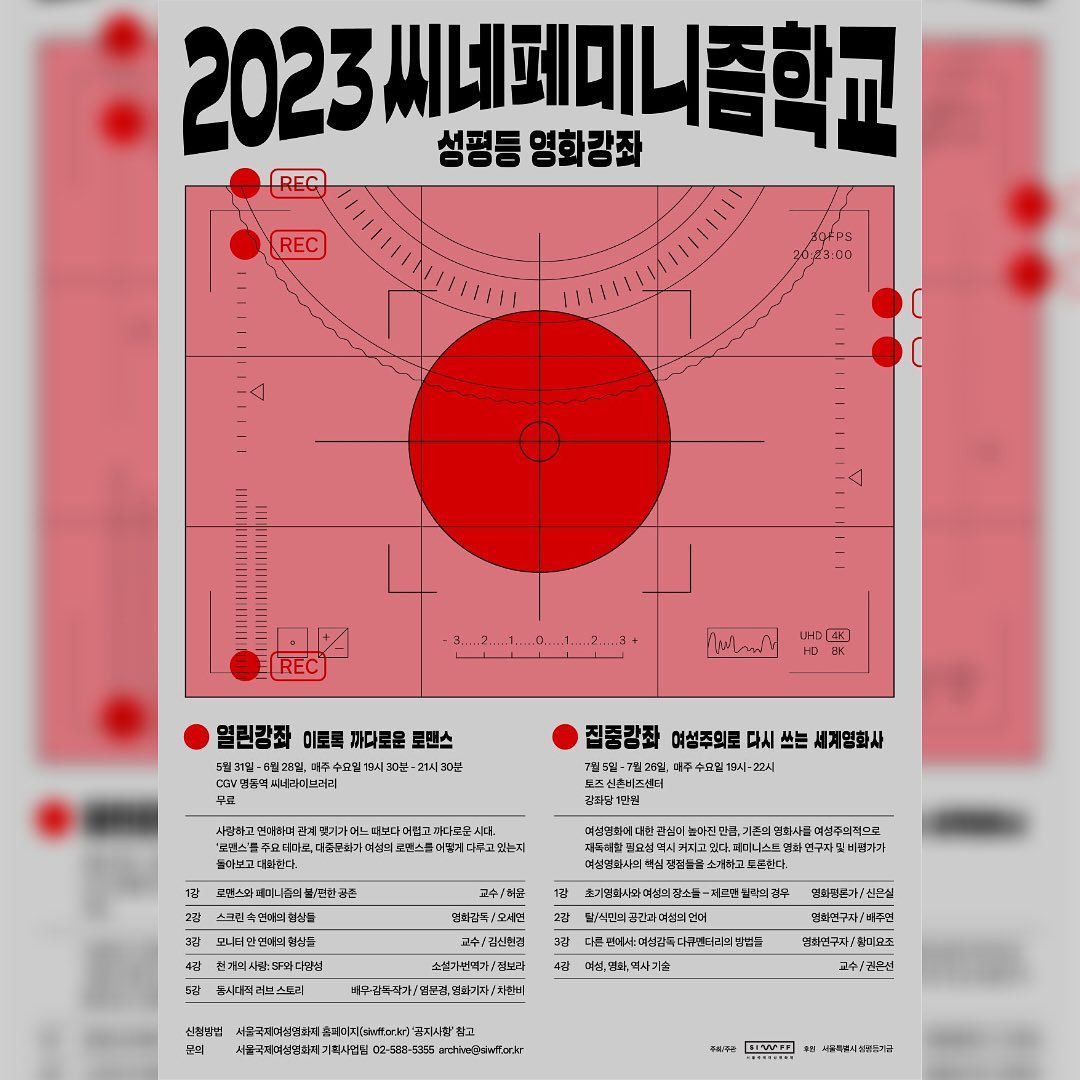 2023 씨네페미니즘학교
성평등 영화강좌
REC
REC
30FPS
20:23:00
- 3.....2.....1.....0.....1.....2.....3 +
UHD 4K
HD 8K
REC
열린강좌 이토록 까다로운 로맨스
5월 31일 - 6월 28일, 매주 수요일 19시 30분 - 21시 30분
CGV 명동역 씨네라이브러리
무료
사랑하고 연애하며 관계 맺기가 어느 때보다 어렵고 까다로운 시대.
'로맨스'를 주요 테마로, 대중문화가 여성의 로맨스를 어떻게 다루고 있는지
돌아보고 대화한다.
1강 로맨스와 페미니즘의 불/편한 공존 교수 / 허윤
2강 스크린 속 연애의 형상들 영화감독 / 오세연
3강 모니터 안 연애의 형상들 교수 / 김신현경
4강 천 개의 사랑: SF와 다양성 소설가·번역가 / 정보라
5강 동시대적 러브 스토리 배우·감독·작가 / 염문경, 영화기자 / 차한비
집중강좌 여성주의로 다시 쓰는 세계영화사
7월 5일 - 7월 26일, 매주 수요일 19시 - 22시
토즈 신촌비즈센터
강좌당 1만원
여성영화에 대한 관심이 높아진 만큼, 기존의 영화사를 여성주의적으로
재독해할 필요성 역시 커지고 있다. 페미니스트 영화 연구자 및 비평가가
여성영화사의 핵심 쟁점들을 소개하고 토론한다.
1강 초기영화사와 여성의 장소들 – 제르맨 뒬락의 경우 영화평론가 / 신은실
2강 탈/식민의 공간과 여성의 언어 영화연구자 / 배주연
3강 다른 편에서: 여성감독 다큐멘터리의 방법들 영화연구자 / 황미요조
4강 여성, 영화, 역사 기술 교수 / 권은선
신청방법 서울국제여성영화제 홈페이지(siwff.or.kr) '공지사항' 참고
문의 서울국제여성영화제 기획사업팀 02-588-5355 archive@siwff.or.kr
주최/주관 SIWFF 서울국제여성영화제 후원 서울특별시 성평등기금